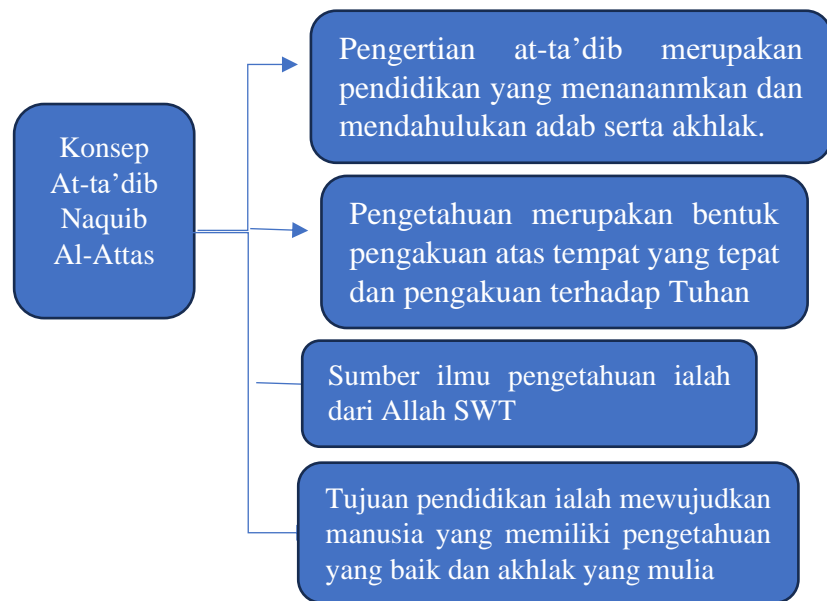 Konsep
At-ta’dib
Naquib
Al-Attas
Pengertian at-ta’dib merupakan
pendidikan yang menananmkan dan
mendahulukan adab serta akhlak.
Pengetahuan merupakan bentuk
pengakuan atas tempat yang tepat
dan pengakuan terhadap Tuhan
Sumber ilmu pengetahuan ialah
dari Allah SWT
Tujuan pendidikan ialah mewujudkan
manusia yang memiliki pengetahuan
yang baik dan akhlak yang mulia